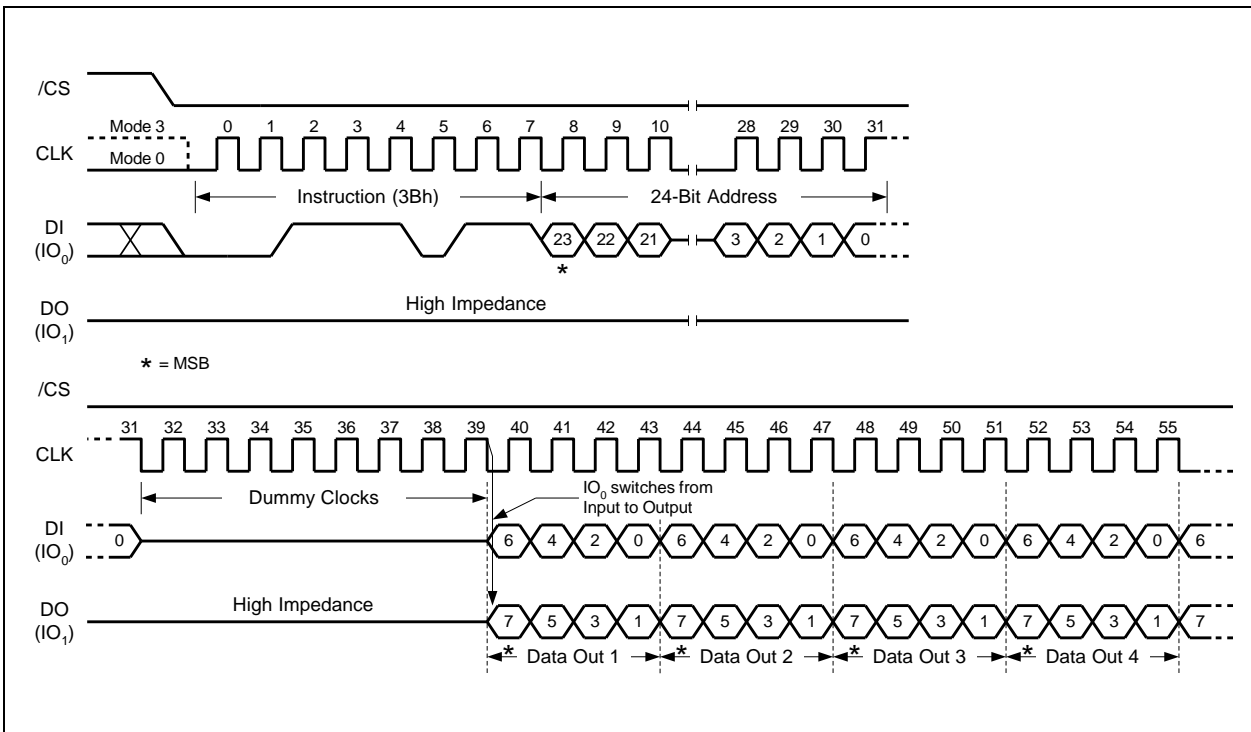 /CS
Mode 3 0 1 2 3 4 5 6 7 8 9 10 28 29 30 31
CLK
Mode 0
Instruction (3Bh) 24-Bit Address
DI
(IO0)
23 22 21 3 2 1 0
*
High Impedance
DO
(IO1)
* = MSB
/CS
31 32 33 34 35 36 37 38 39 40 41 42 43 44 45 46 47 48 49 50 51 52 53 54 55
CLK
Dummy Clocks
IO0 switches from
Input to Output
DI
(IO0)
0 6 4 2 0 6 4 2 0 6 4 2 0 6 4 2 0 6
High Impedance
DO
(IO1)
7 5 3 1 7 5 3 1 7 5 3 1 7 5 3 1 7
* Data Out 1 * Data Out 2 * Data Out 3 * Data Out 4